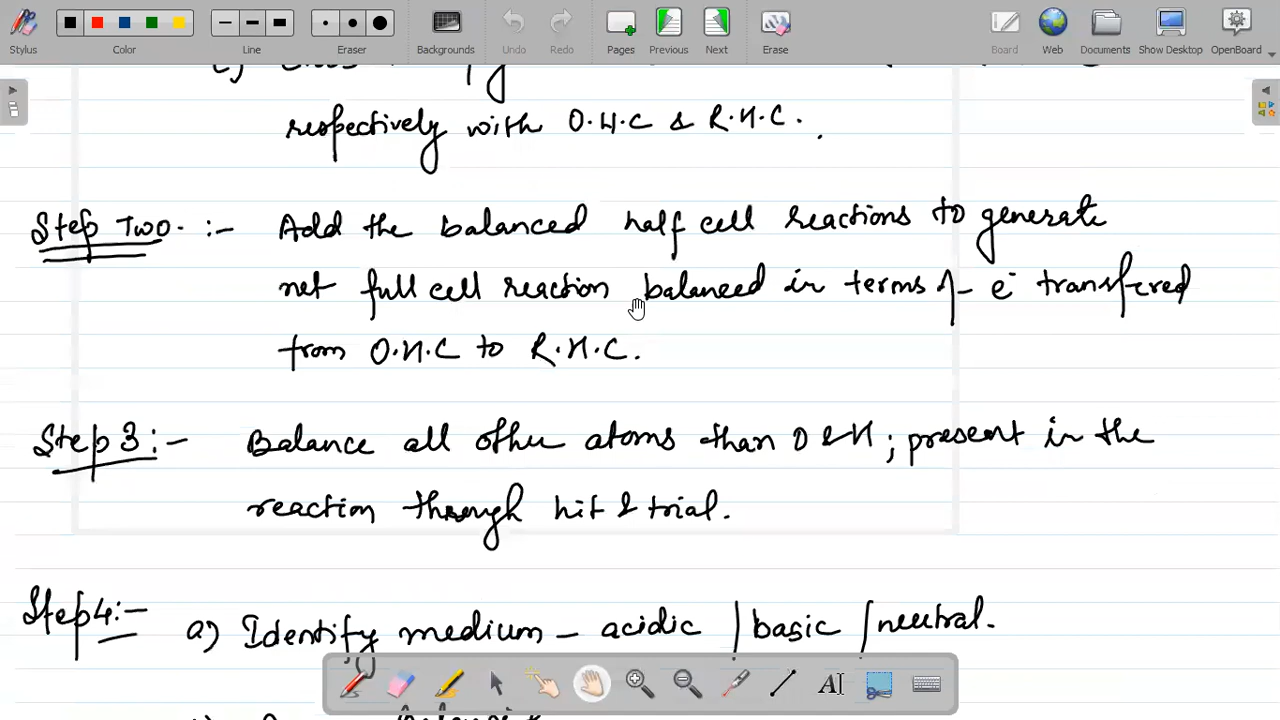 Stylus Color Line Eraser Backgrounds Undo Redo Pages Previous Next Erase Board Web Documents Show Desktop OpenBoard
respectively with O.H.C & R.H.C.
Step Two :- Add the balanced half cell reactions to generate
net full cell reaction balanced in terms of e⁻ transferred
from O.H.C to R.H.C.
Step 3 :- Balance all other atoms than O & H ; present in the
reaction through hit & trial.
Step 4 :- a) Identify medium - acidic / basic / neutral.